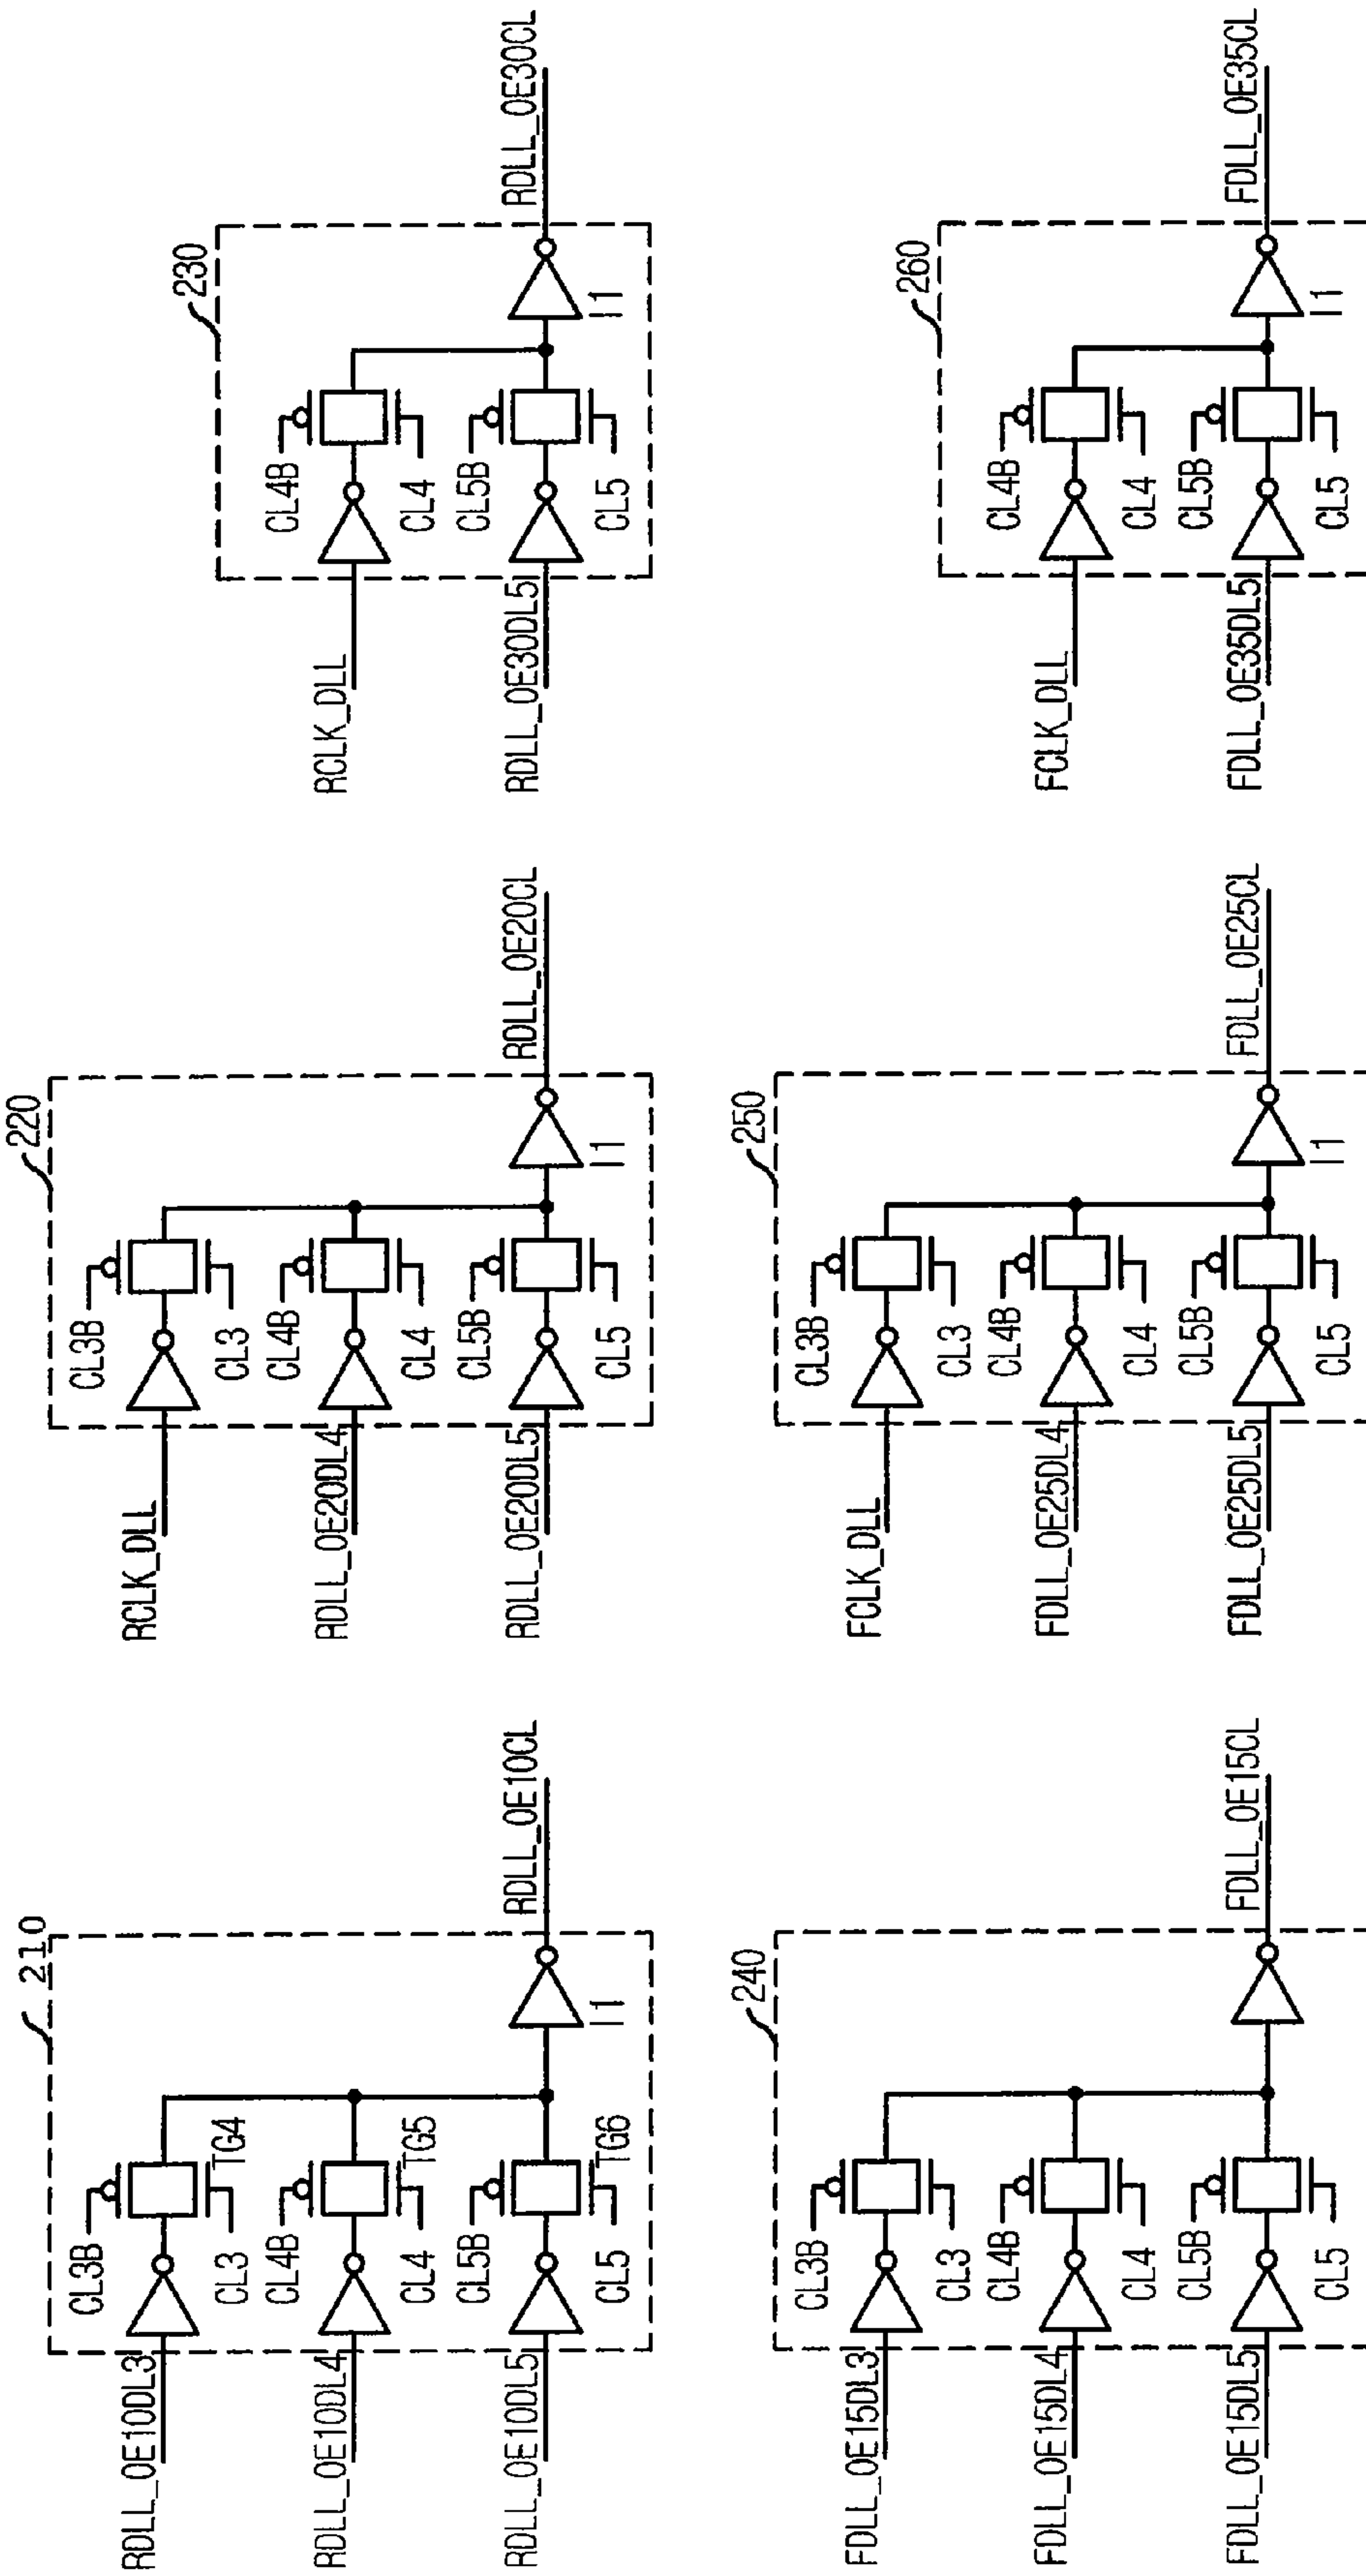 210
RDLL_OE10DL3
CL3B
CL3
TG4
RDLL_OE10DL4
CL4B
CL4
TG5
RDLL_OE10DL5
CL5B
CL5
TG6
I1
RDLL_OE10CL
220
RCLK_DLL
CL3B
CL3
RDLL_OE20DL4
CL4B
CL4
RDLL_OE20DL5
CL5B
CL5
I1
RDLL_OE20CL
230
RCLK_DLL
CL4B
CL4
RDLL_OE30DL5
CL5B
CL5
I1
RDLL_OE30CL
240
FDLL_OE15DL3
CL3B
CL3
FDLL_OE15DL4
CL4B
CL4
FDLL_OE15DL5
CL5B
CL5
FDLL_OE15CL
250
FCLK_DLL
CL3B
CL3
FDLL_OE25DL4
CL4B
CL4
FDLL_OE25DL5
CL5B
CL5
I1
FDLL_OE25CL
260
FCLK_DLL
CL4B
CL4
FDLL_OE35DL5
CL5B
CL5
I1
FDLL_OE35CL